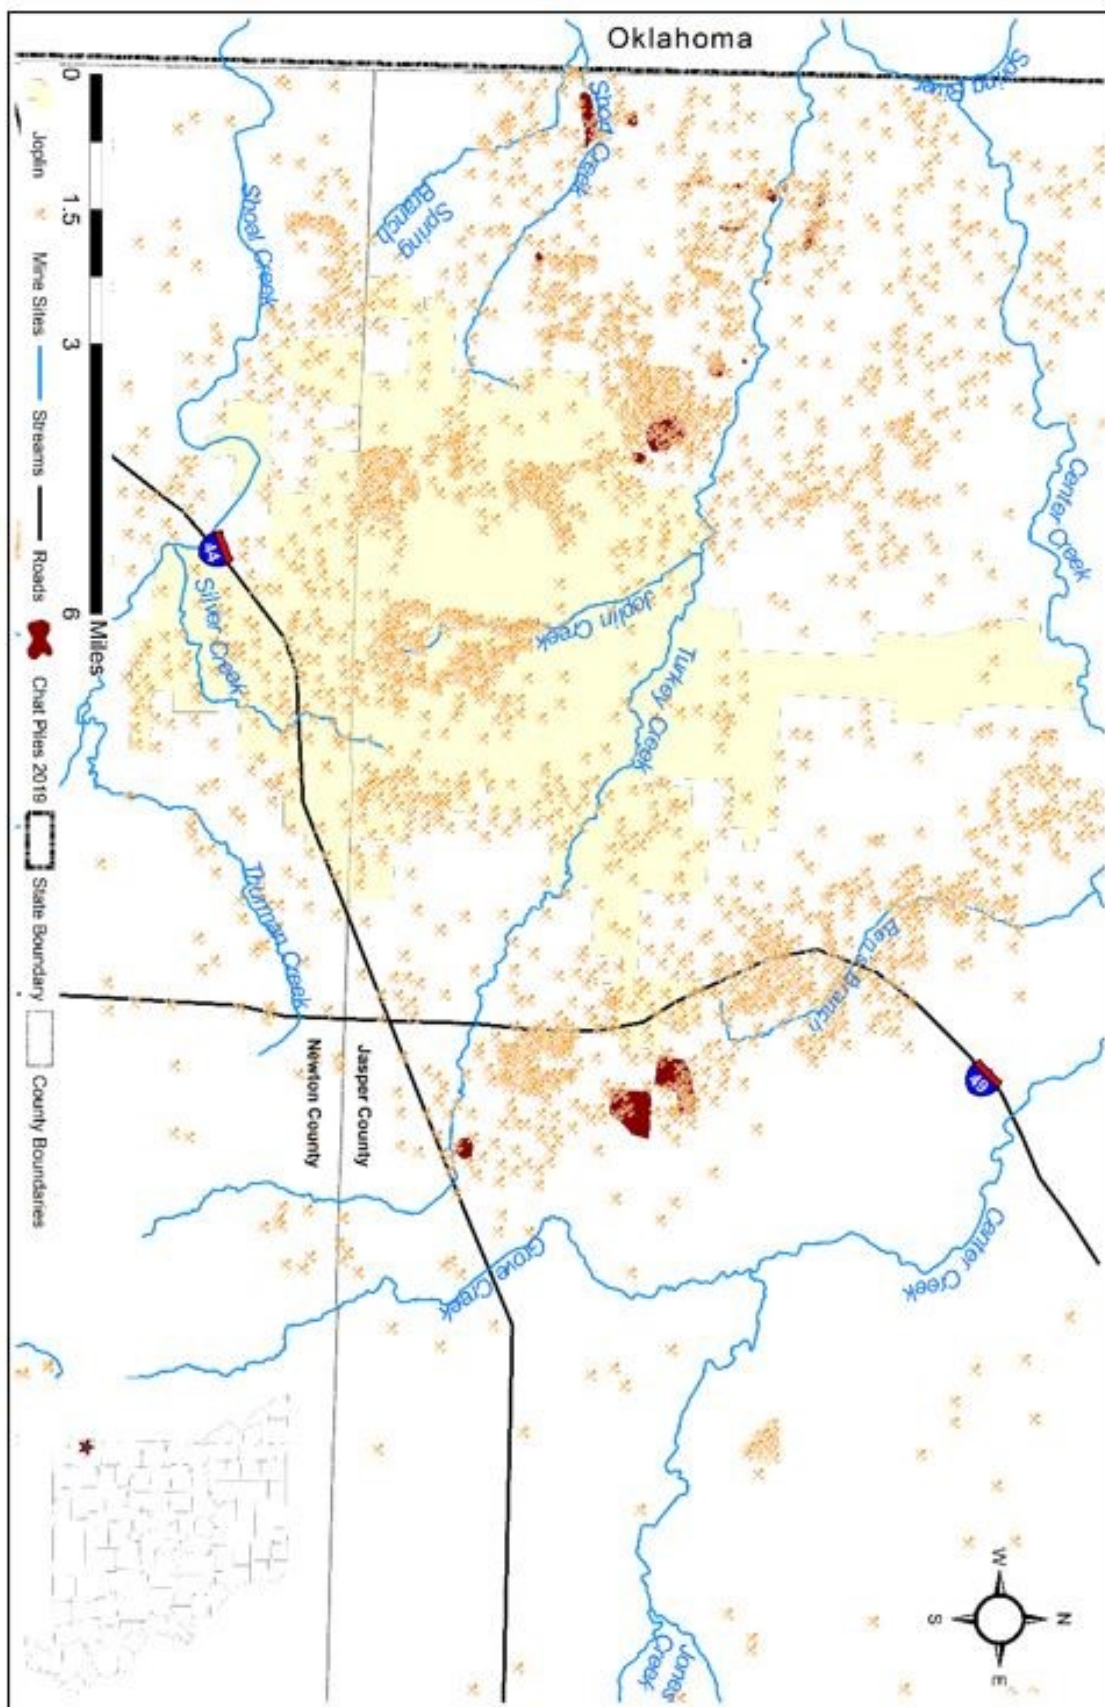 Oklahoma
Spring River
Short Creek
Spring
Branch
Shoal Creek
Center Creek
Turkey Creek
Joplin Creek
Silver Creek
44
Thurman Creek
Ben's Branch
49
Jasper County
Newton County
Grove Creek
Center Creek
Jones
Creek
N
W
E
S
0 1.5 3 6
Miles
Joplin Mine Sites Streams Roads Chat Piles 2019 State Boundary County Boundaries